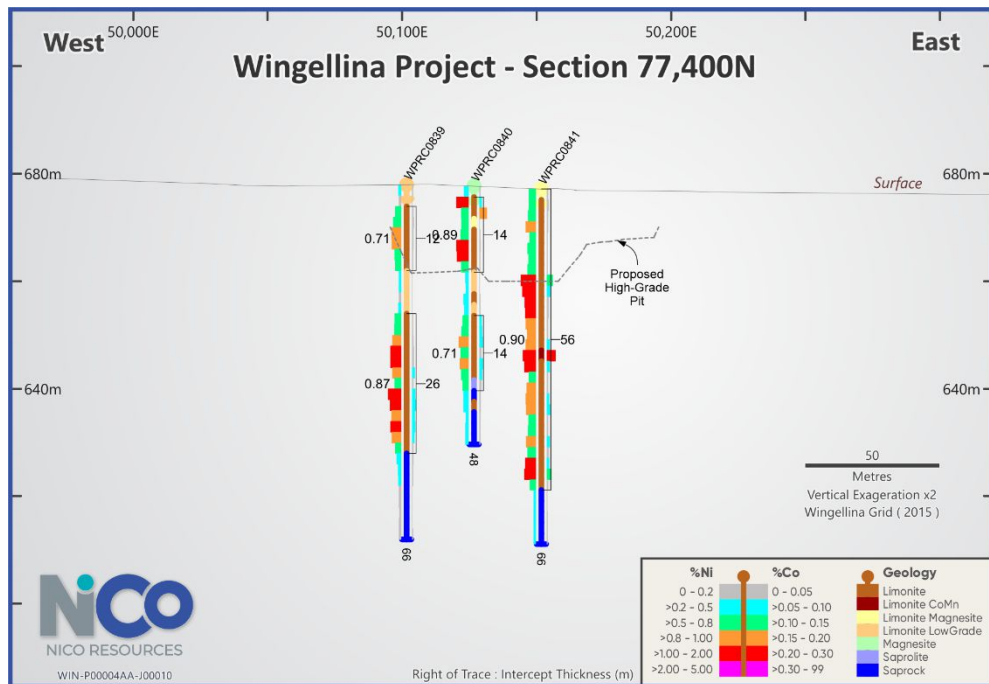 50,000E
50,100E
50,200E
West
East
Wingellina Project - Section 77,400N
WPRC0839
WPRC0840
WPRC0841
680m
680m
Surface
0.71
12
0.89
14
Proposed
High-Grade
Pit
0.90
56
0.71
14
0.87
26
640m
640m
48
66
66
50
Metres
Vertical Exageration x2
Wingellina Grid ( 2015 )
%Ni
%Co
Geology
0 - 0.2
0 - 0.05
Limonite
>0.2 - 0.5
>0.05 - 0.10
Limonite CoMn
>0.5 - 0.8
>0.10 - 0.15
Limonite Magnesite
>0.8 - 1.00
>0.15 - 0.20
Limonite LowGrade
>1.00 - 2.00
>0.20 - 0.30
Magnesite
>2.00 - 5.00
>0.30 - 99
Saprolite
Saprock
NiCo
NICO RESOURCES
WIN-P00004AA-J00010
Right of Trace : Intercept Thickness (m)